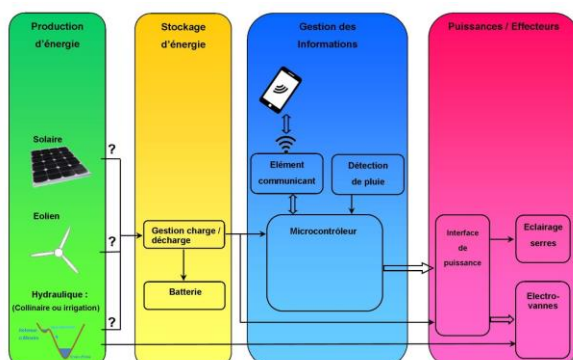 Production
d'énergie
Stockage
d'énergie
Gestion des
Informations
Puissances / Effecteurs
Solaire
?
Eolien
?
Hydraulique :
(Collinaire ou irrigation)
?
Gestion charge /
décharge
Batterie
Elément
communicant
Détection
de pluie
Microcontrôleur
Interface
de
puissance
Eclairage
serres
Electro-
vannes